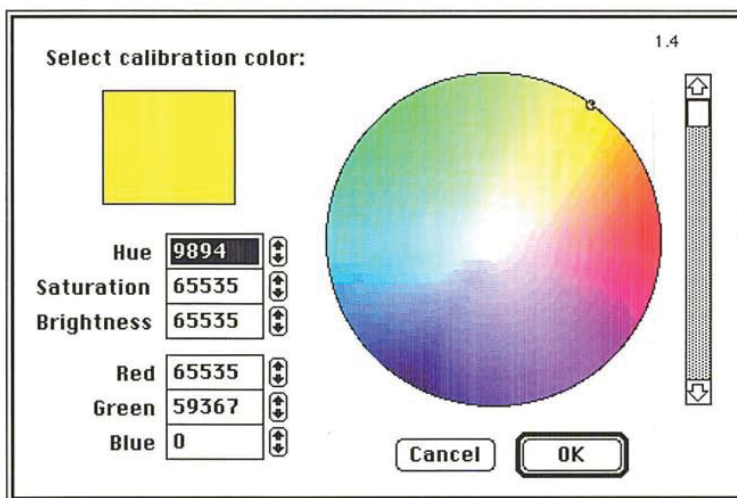 1.4
Select calibration color:
Hue 9894
Saturation 65535
Brightness 65535
Red 65535
Green 59367
Blue 0
Cancel OK